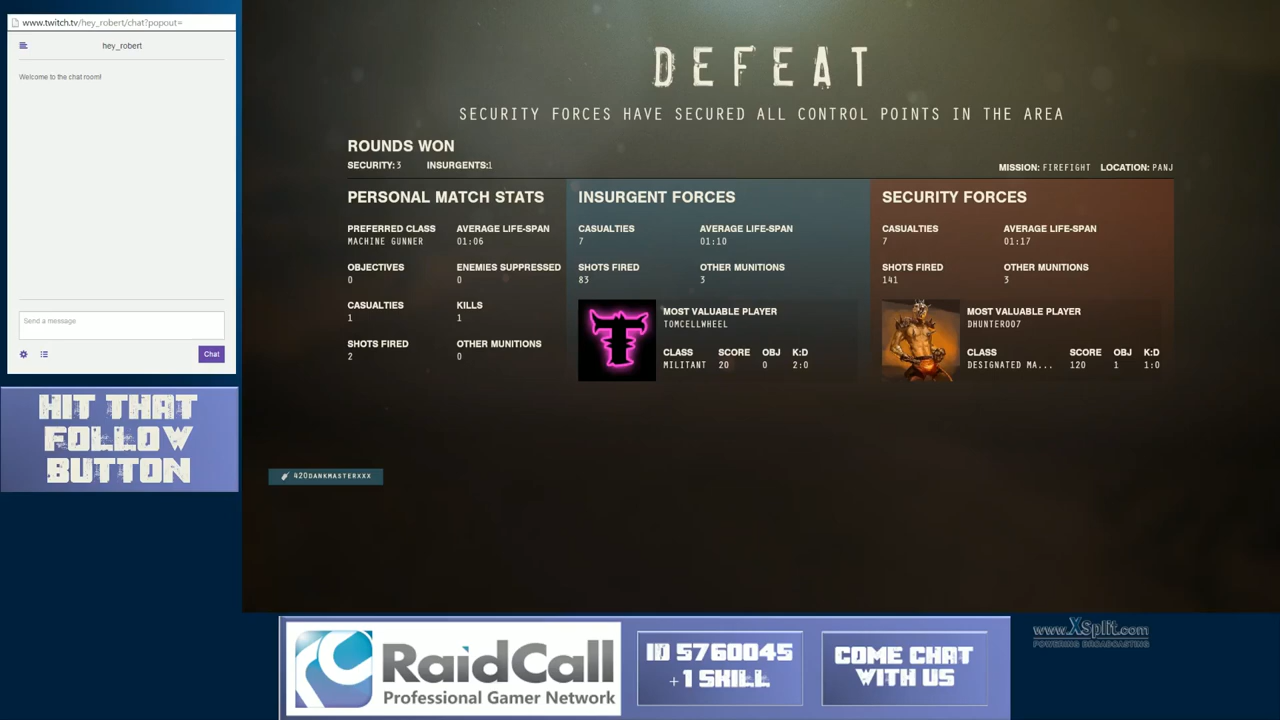 www.twitch.tv/hey_robert/chat?popout=
hey_robert
Welcome to the chat room!
Send a message
Chat
HIT THAT
FOLLOW
BUTTON
DEFEAT
SECURITY FORCES HAVE SECURED ALL CONTROL POINTS IN THE AREA
ROUNDS WON
SECURITY:3 INSURGENTS:1
MISSION: FIREFIGHT LOCATION: PANJ
PERSONAL MATCH STATS
PREFERRED CLASS AVERAGE LIFE-SPAN
MACHINE GUNNER 01:06
OBJECTIVES ENEMIES SUPPRESSED
0 0
CASUALTIES KILLS
1 1
SHOTS FIRED OTHER MUNITIONS
2 0
INSURGENT FORCES
CASUALTIES AVERAGE LIFE-SPAN
7 01:10
SHOTS FIRED OTHER MUNITIONS
83 3
T
MOST VALUABLE PLAYER
TOMCELLWHEEL
CLASS SCORE OBJ K:D
MILITANT 20 0 2:0
SECURITY FORCES
CASUALTIES AVERAGE LIFE-SPAN
7 01:17
SHOTS FIRED OTHER MUNITIONS
141 3
MOST VALUABLE PLAYER
DHUNTER007
CLASS SCORE OBJ K:D
DESIGNATED MA... 120 1 1:0
420DANKMASTERXXX
RaidCall
Professional Gamer Network
ID 5760045
+1 SKILL
COME CHAT
WITH US
www.XSplit.com
POWERING BROADCASTING